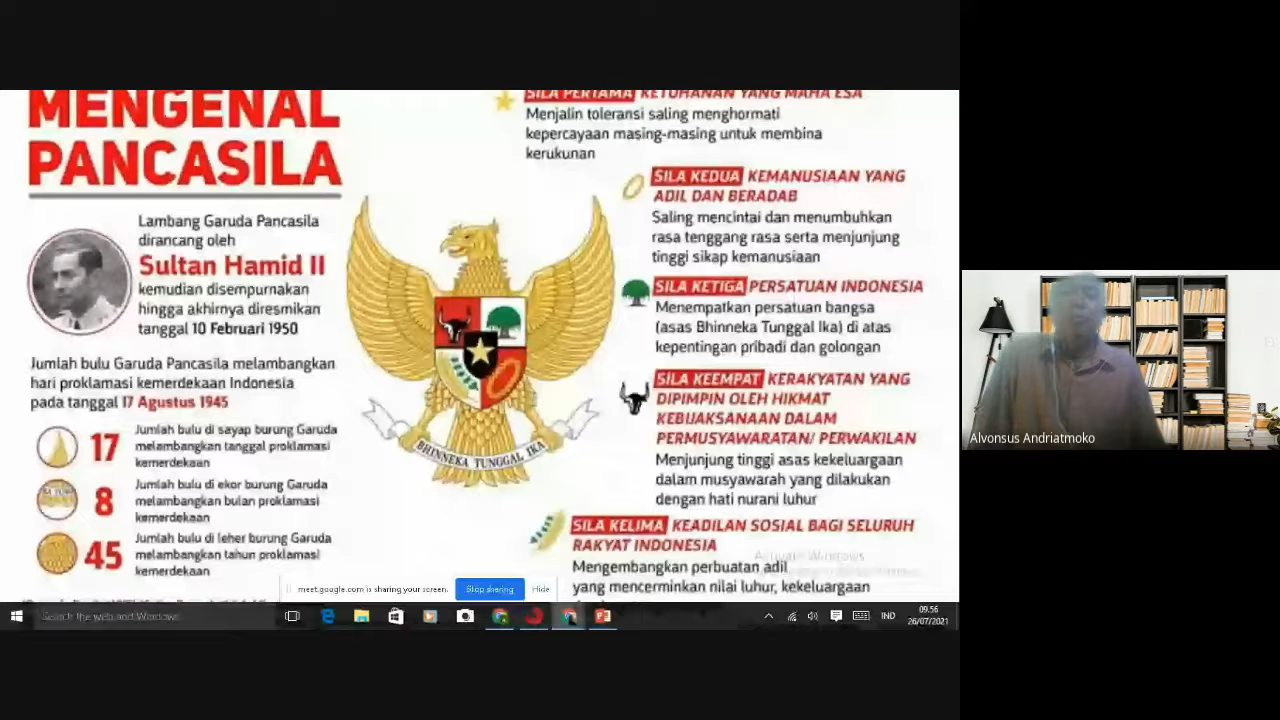 MENGENAL
PANCASILA
Lambang Garuda Pancasila
dirancang oleh
Sultan Hamid II
kemudian disempurnakan
hingga akhirnya diresmikan
tanggal 10 Februari 1950
Jumlah bulu Garuda Pancasila melambangkan
hari proklamasi kemerdekaan Indonesia
pada tanggal 17 Agustus 1945
17
Jumlah bulu di sayap burung Garuda
melambangkan tanggal proklamasi
kemerdekaan
8
Jumlah bulu di ekor burung Garuda
melambangkan bulan proklamasi
kemerdekaan
45
Jumlah bulu di leher burung Garuda
melambangkan tahun proklamasi
kemerdekaan
BHINNEKA TUNGGAL IKA
SILA PERTAMA KETUHANAN YANG MAHA ESA
Menjalin toleransi saling menghormati
kepercayaan masing-masing untuk membina
kerukunan
SILA KEDUA KEMANUSIAAN YANG
ADIL DAN BERADAB
Saling mencintai dan menumbuhkan
rasa tenggang rasa serta menjunjung
tinggi sikap kemanusiaan
SILA KETIGA PERSATUAN INDONESIA
Menempatkan persatuan bangsa
(asas Bhinneka Tunggal Ika) di atas
kepentingan pribadi dan golongan
SILA KEEMPAT KERAKYATAN YANG
DIPIMPIN OLEH HIKMAT
KEBIJAKSANAAN DALAM
PERMUSYAWARATAN/ PERWAKILAN
Menjunjung tinggi asas kekeluargaan
dalam musyawarah yang dilakukan
dengan hati nurani luhur
SILA KELIMA KEADILAN SOSIAL BAGI SELURUH
RAKYAT INDONESIA
Mengembangkan perbuatan adil
yang mencerminkan nilai luhur, kekeluargaan
Activate Windows
meet.google.com is sharing your screen.
Stop sharing
Hide
Search the web and Windows
IND
09.56
26/07/2021
Alvonsus Andriatmoko